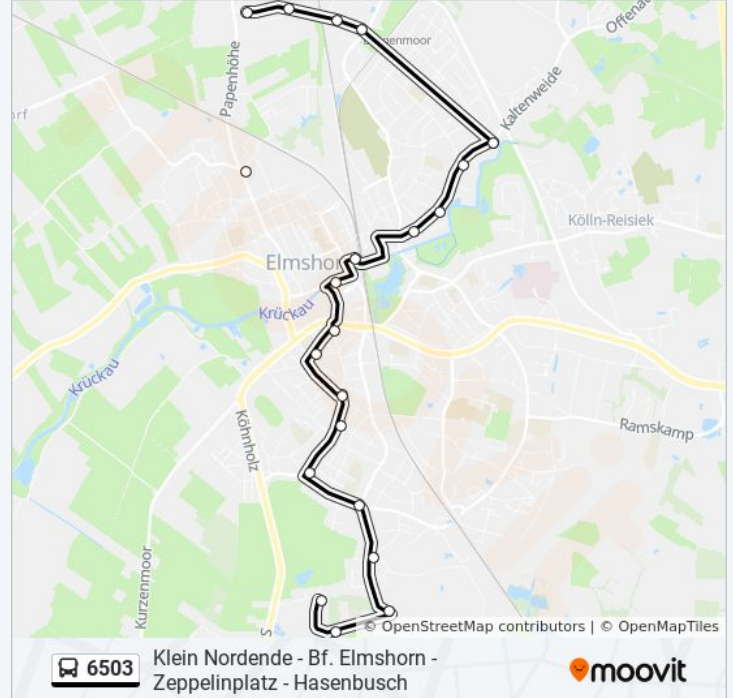 Offenau
Papenhöhe
Kaltenweide
Kölln-Reisiek
Elmshor
Krückau
Krückau
Köhnholz
Ramskamp
Kurzenmoor
S
© OpenStreetMap contributors | © OpenMapTiles
6503
Klein Nordende - Bf. Elmshorn -
Zeppelinplatz - Hasenbusch
moovit